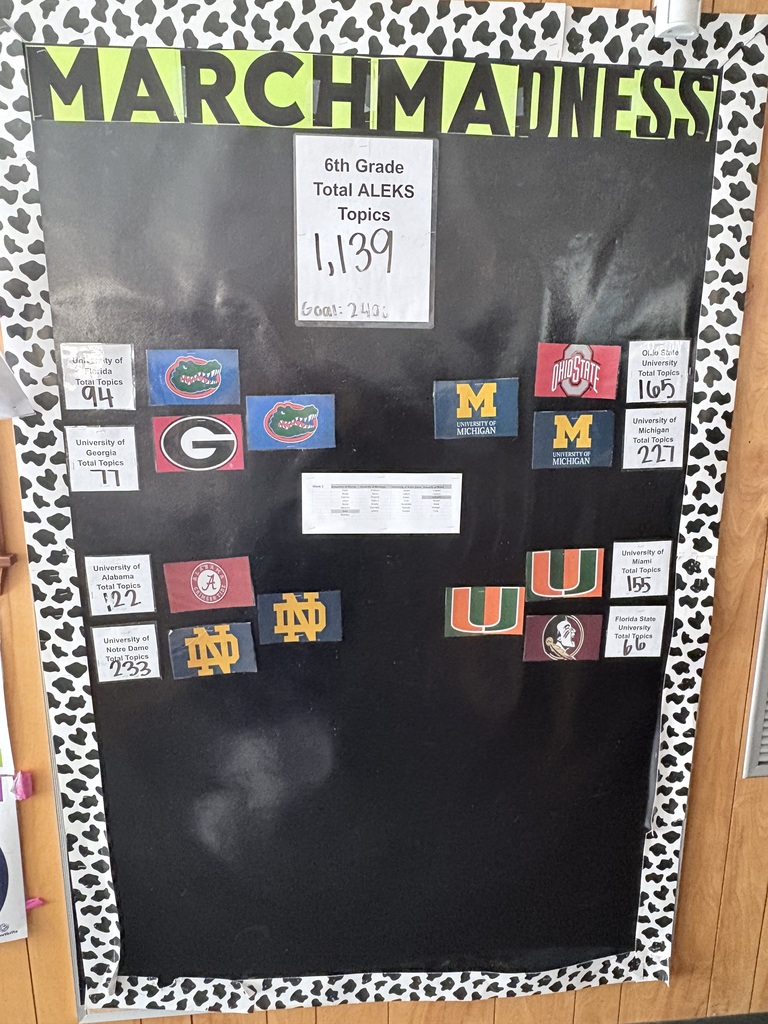 MARCHMADNESS
6th Grade
Total ALEKS
Topics
1,139
University of
Florida
Total Topics
94
University of
Georgia
Total Topics
77
G
OHIO STATE
Ohio State
University
Total Topics
165
M
UNIVERSITY OF
MICHIGAN
M
UNIVERSITY OF
MICHIGAN
University of
Michigan
Total Topics
227
University of
Alabama
Total Topics
122
A
University of
Notre Dame
Total Topics
233
ND
ND
U
U
University of
Miami
Total Topics
155
Florida State
University
Total Topics
66